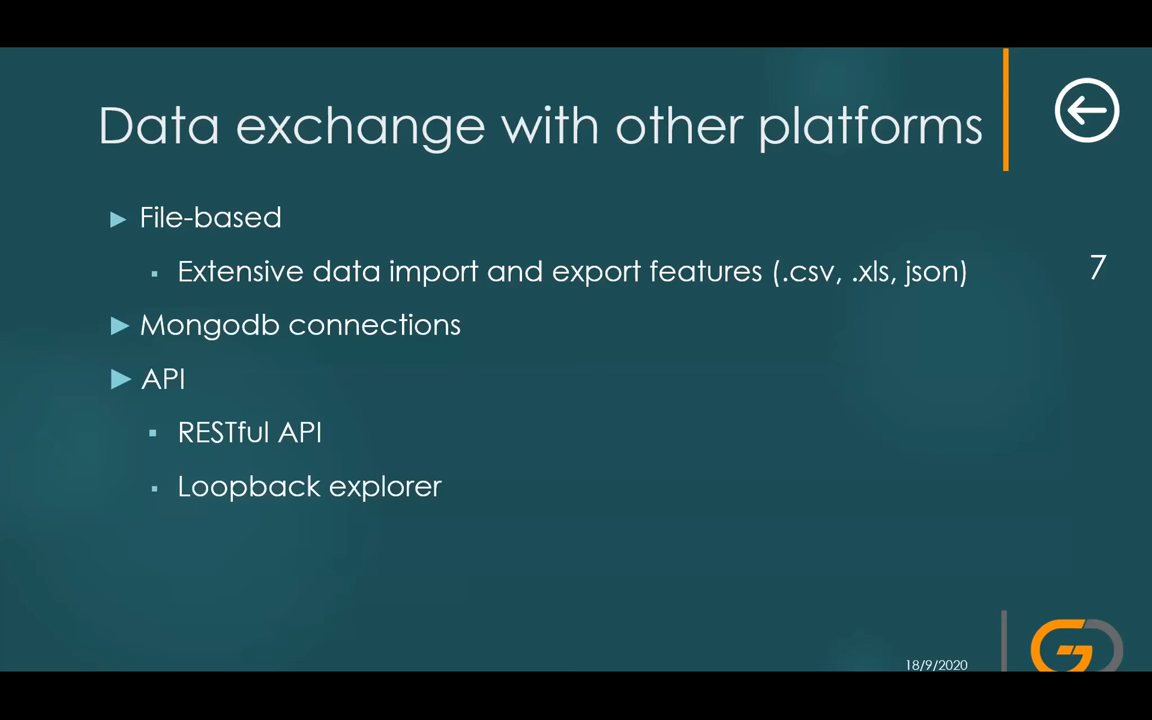 Data exchange with other platforms
File-based
Extensive data import and export features (.csv, .xls, json)
7
Mongodb connections
API
RESTful API
Loopback explorer
18/9/2020